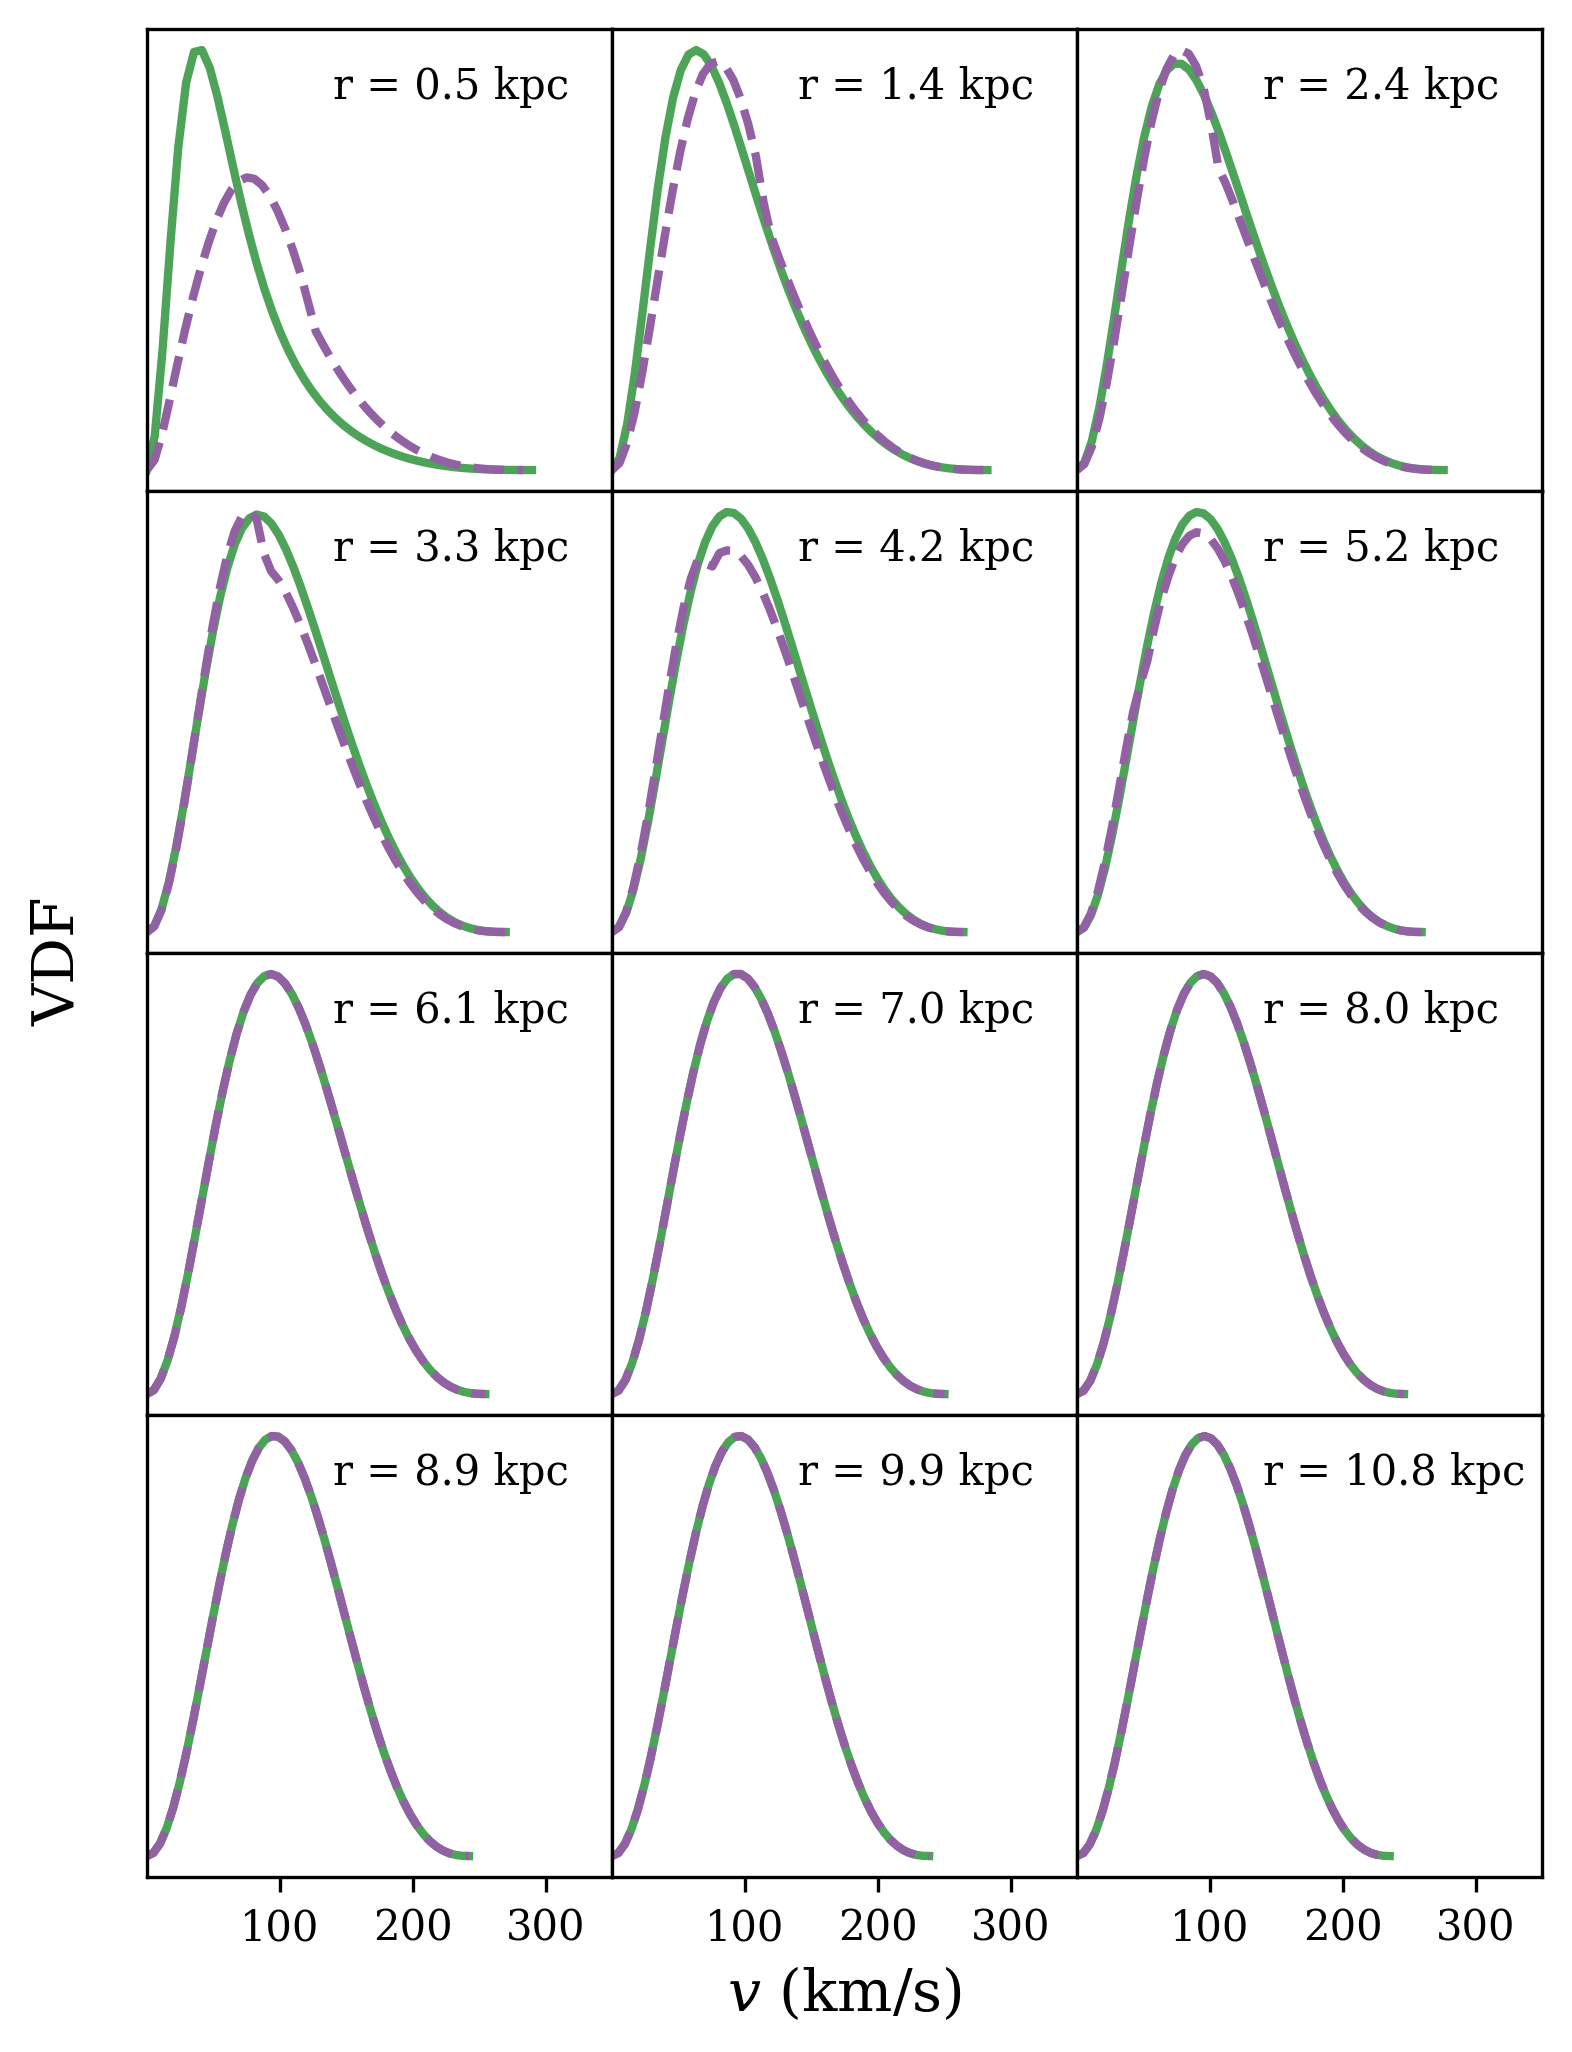 r = 0.5 kpc
r = 1.4 kpc
r = 2.4 kpc
r = 3.3 kpc
r = 4.2 kpc
r = 5.2 kpc
VDF
r = 6.1 kpc
r = 7.0 kpc
r = 8.0 kpc
r = 8.9 kpc
r = 9.9 kpc
r = 10.8 kpc
100 200 300 100 200 300 100 200 300
v (km/s)